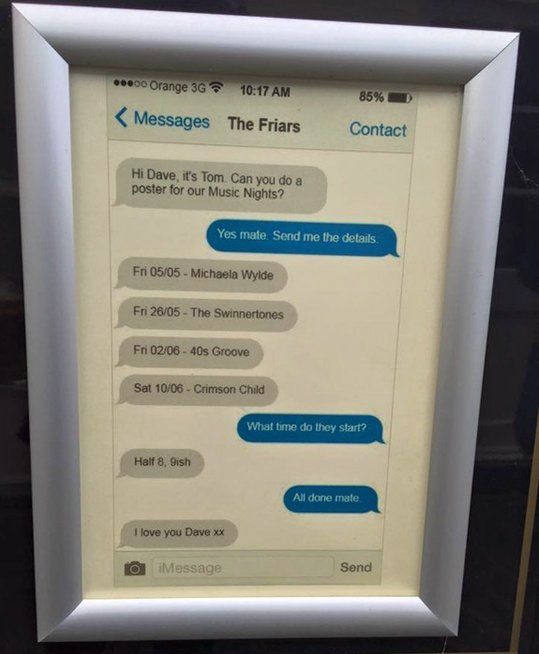 Orange 3G 10:17 AM 85%
Messages The Friars Contact
Hi Dave, it's Tom. Can you do a
poster for our Music Nights?
Yes mate. Send me the details.
Fri 05/05 - Michaela Wylde
Fri 26/05 - The Swinnertones
Fri 02/06 - 40s Groove
Sat 10/06 - Crimson Child
What time do they start?
Half 8, 9ish
All done mate.
I love you Dave xx
iMessage Send